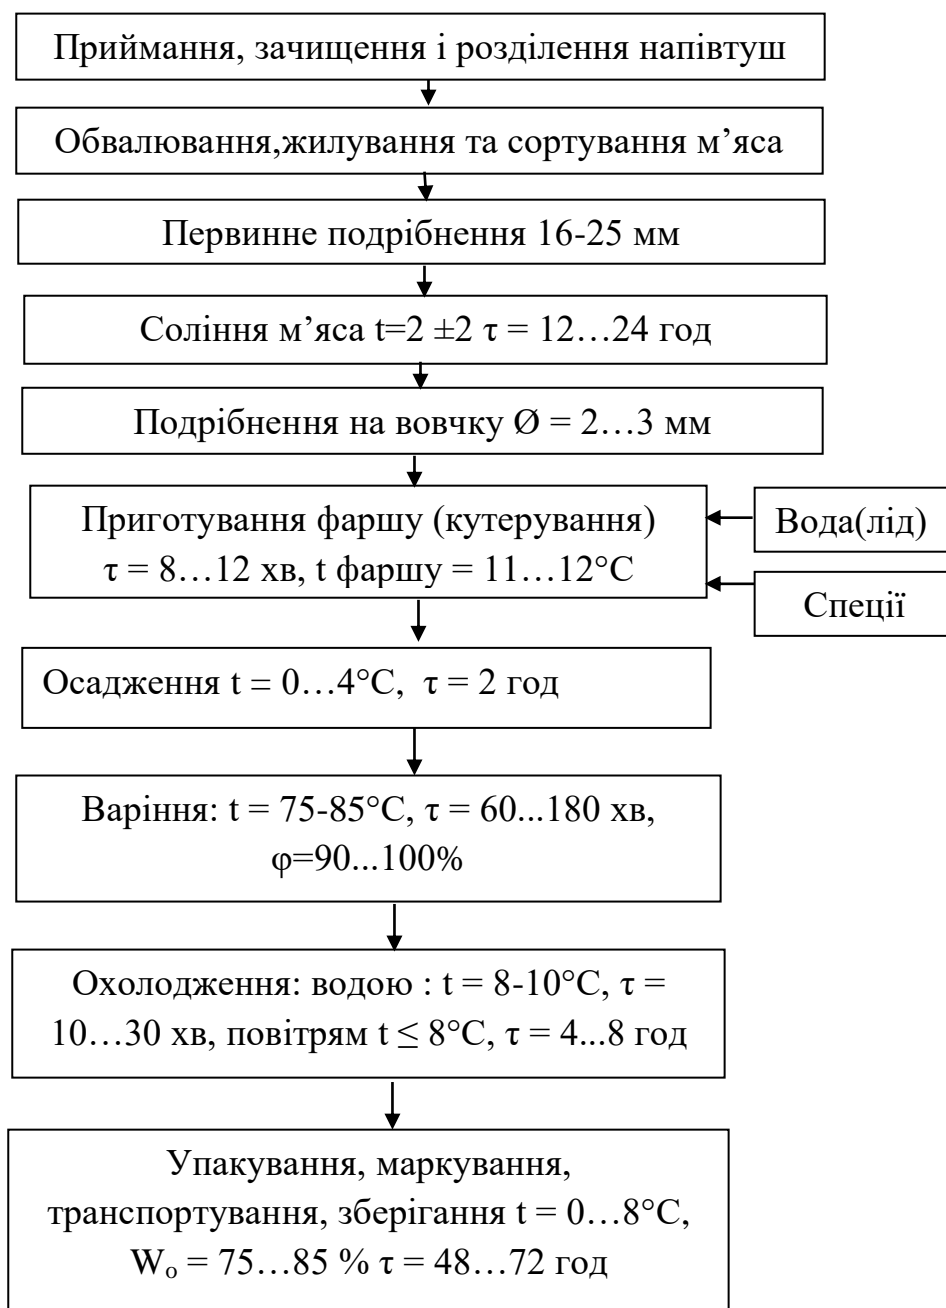 Приймання, зачищення і розділення напівтуш
Обвалювання,жилування та сортування м’яса
Первинне подрібнення 16-25 мм
Соління м’яса t=2 ±2 τ = 12…24 год
Подрібнення на вовчку Ø = 2…3 мм
Приготування фаршу (кутерування)
τ = 8…12 хв, t фаршу = 11…12°С
Вода(лід)
Спеції
Осадження t = 0…4°С, τ = 2 год
Варіння: t = 75-85°С, τ = 60...180 хв,
φ=90...100%
Охолодження: водою : t = 8-10°С, τ =
10…30 хв, повітрям t ≤ 8°С, τ = 4...8 год
Упакування, маркування,
транспортування, зберігання t = 0…8°С,
Wₒ = 75…85 % τ = 48…72 год